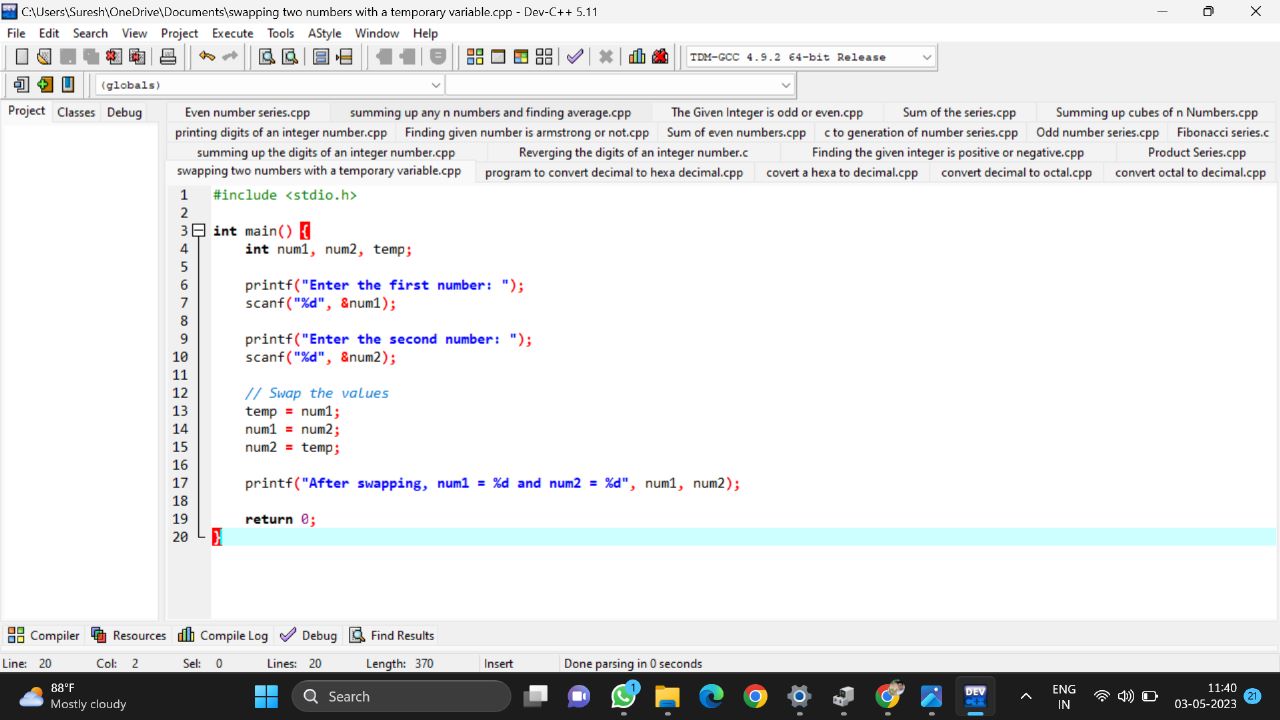 C:\Users\Suresh\OneDrive\Documents\swapping two numbers with a temporary variable.cpp - Dev-C++ 5.11
File Edit Search View Project Execute Tools AStyle Window Help
TDM-GCC 4.9.2 64-bit Release
(globals)
Project Classes Debug
Even number series.cpp summing up any n numbers and finding average.cpp The Given Integer is odd or even.cpp Sum of the series.cpp Summing up cubes of n Numbers.cpp
printing digits of an integer number.cpp Finding given number is armstrong or not.cpp Sum of even numbers.cpp c to generation of number series.cpp Odd number series.cpp Fibonacci series.c
summing up the digits of an integer number.cpp Reverging the digits of an integer number.c Finding the given integer is positive or negative.cpp Product Series.cpp
swapping two numbers with a temporary variable.cpp program to convert decimal to hexa decimal.cpp covert a hexa to decimal.cpp convert decimal to octal.cpp convert octal to decimal.cpp
1 #include <stdio.h>
2
3 int main() {
4 int num1, num2, temp;
5
6 printf("Enter the first number: ");
7 scanf("%d", &num1);
8
9 printf("Enter the second number: ");
10 scanf("%d", &num2);
11
12 // Swap the values
13 temp = num1;
14 num1 = num2;
15 num2 = temp;
16
17 printf("After swapping, num1 = %d and num2 = %d", num1, num2);
18
19 return 0;
20 }
Compiler Resources Compile Log Debug Find Results
Line: 20 Col: 2 Sel: 0 Lines: 20 Length: 370 Insert Done parsing in 0 seconds
88°F
Mostly cloudy
Search
1
DEV
C++
ENG
IN
11:40
03-05-2023
21